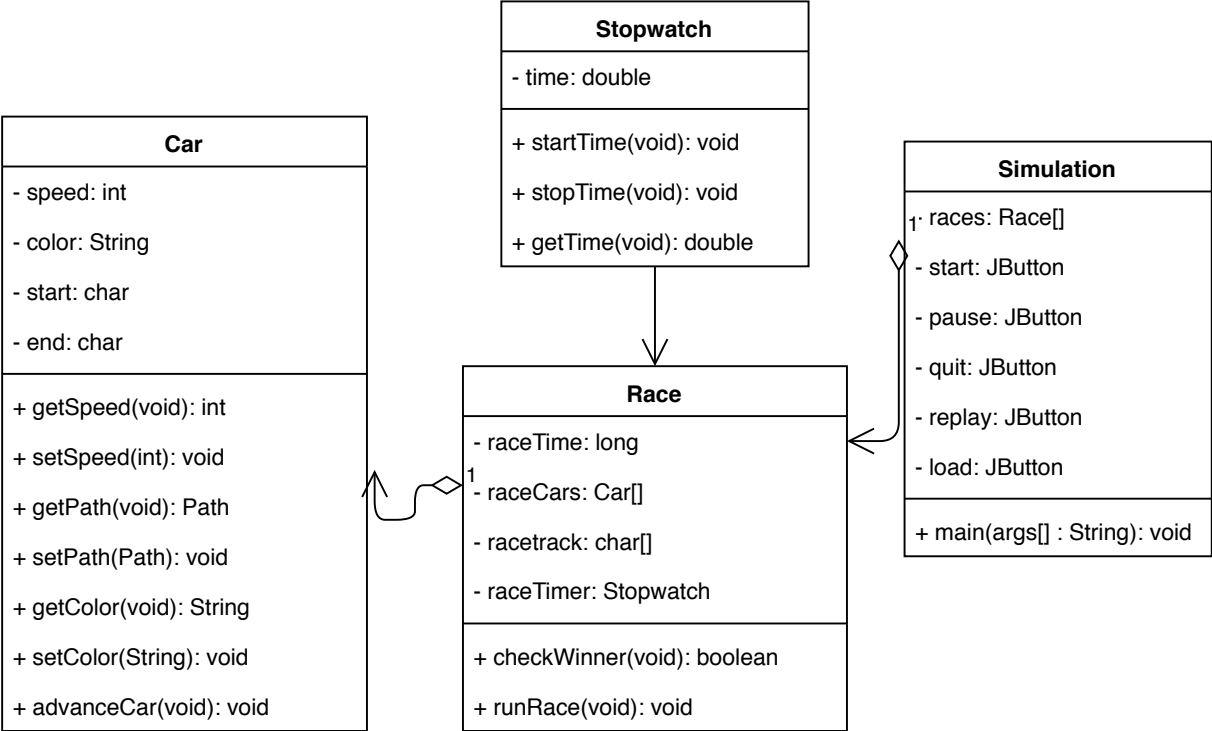 Stopwatch
- time: double
+ startTime(void): void
+ stopTime(void): void
+ getTime(void): double
Car
- speed: int
- color: String
- start: char
- end: char
+ getSpeed(void): int
+ setSpeed(int): void
+ getPath(void): Path
+ setPath(Path): void
+ getColor(void): String
+ setColor(String): void
+ advanceCar(void): void
Race
- raceTime: long
1
- raceCars: Car[]
- racetrack: char[]
- raceTimer: Stopwatch
+ checkWinner(void): boolean
+ runRace(void): void
Simulation
1
- races: Race[]
- start: JButton
- pause: JButton
- quit: JButton
- replay: JButton
- load: JButton
+ main(args[] : String): void